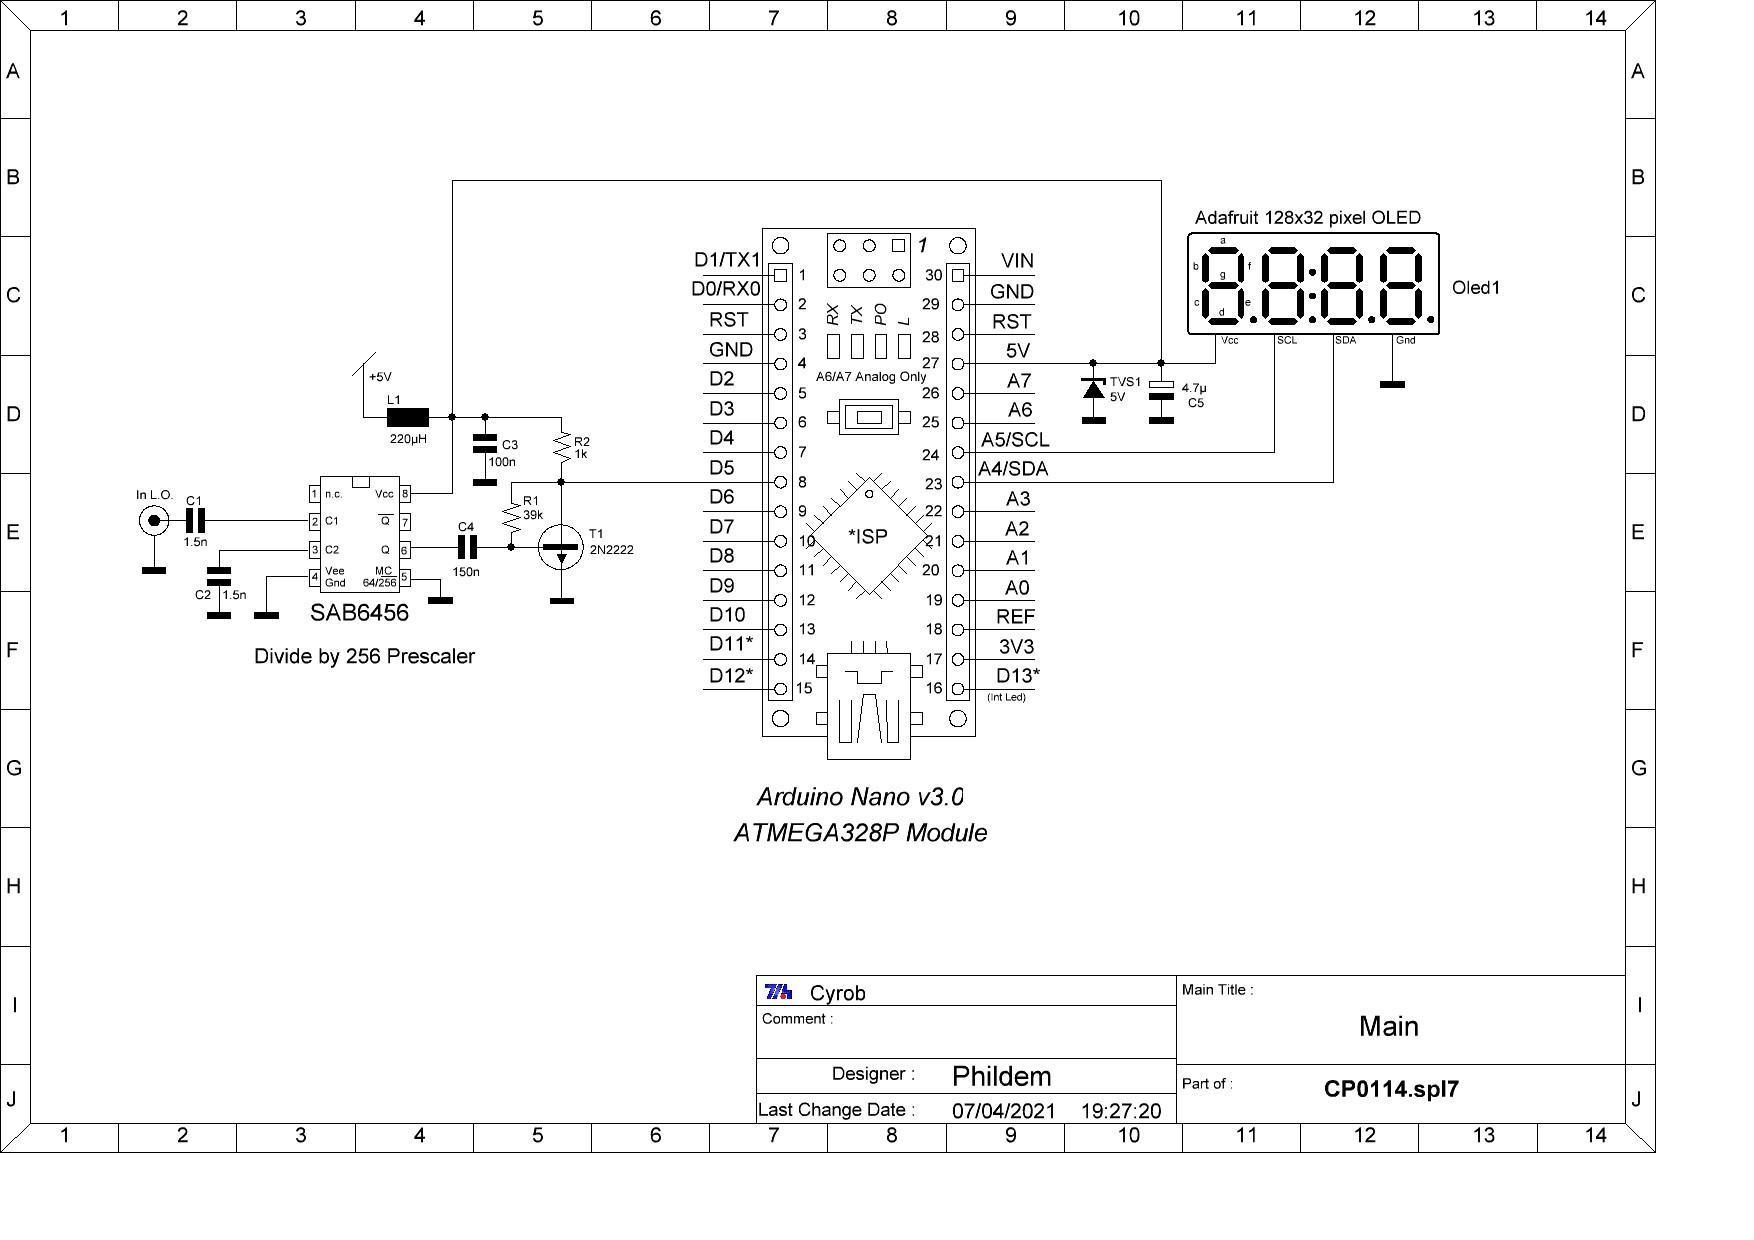 1 2 3 4 5 6 7 8 9 10 11 12 13 14
A A
B B
C C
D D
E E
F F
G G
H H
I I
J J
+5V
L1
220µH
C3
100n
R2
1k
R1
39k
In L.O.
C1
1.5n
C2 1.5n
1 n.c. Vcc 8
2 C1 Q 7
3 C2 Q 6
4 Vee Gnd MC 64/256 5
SAB6456
Divide by 256 Prescaler
C4
150n
T1
2N2222
D1/TX1 1
D0/RX0 2
RST 3
GND 4
D2 5
D3 6
D4 7
D5 8
D6 9
D7 10
D8 11
D9 12
D10 13
D11* 14
D12* 15
1
RX TX PO L
A6/A7 Analog Only
*ISP
30 VIN
29 GND
28 RST
27 5V
26 A7
25 A6
24 A5/SCL
23 A4/SDA
22 A3
21 A2
20 A1
19 A0
18 REF
17 3V3
16 D13*
(Int Led)
Arduino Nano v3.0
ATMEGA328P Module
TVS1
5V
4.7µ
C5
Adafruit 128x32 pixel OLED
a
b f
g
c e
d
Oled1
Vcc SCL SDA Gnd
Cyrob
Comment :
Designer : Phildem
Last Change Date : 07/04/2021 19:27:20
Main Title :
Main
Part of : CP0114.spl7
1 2 3 4 5 6 7 8 9 10 11 12 13 14